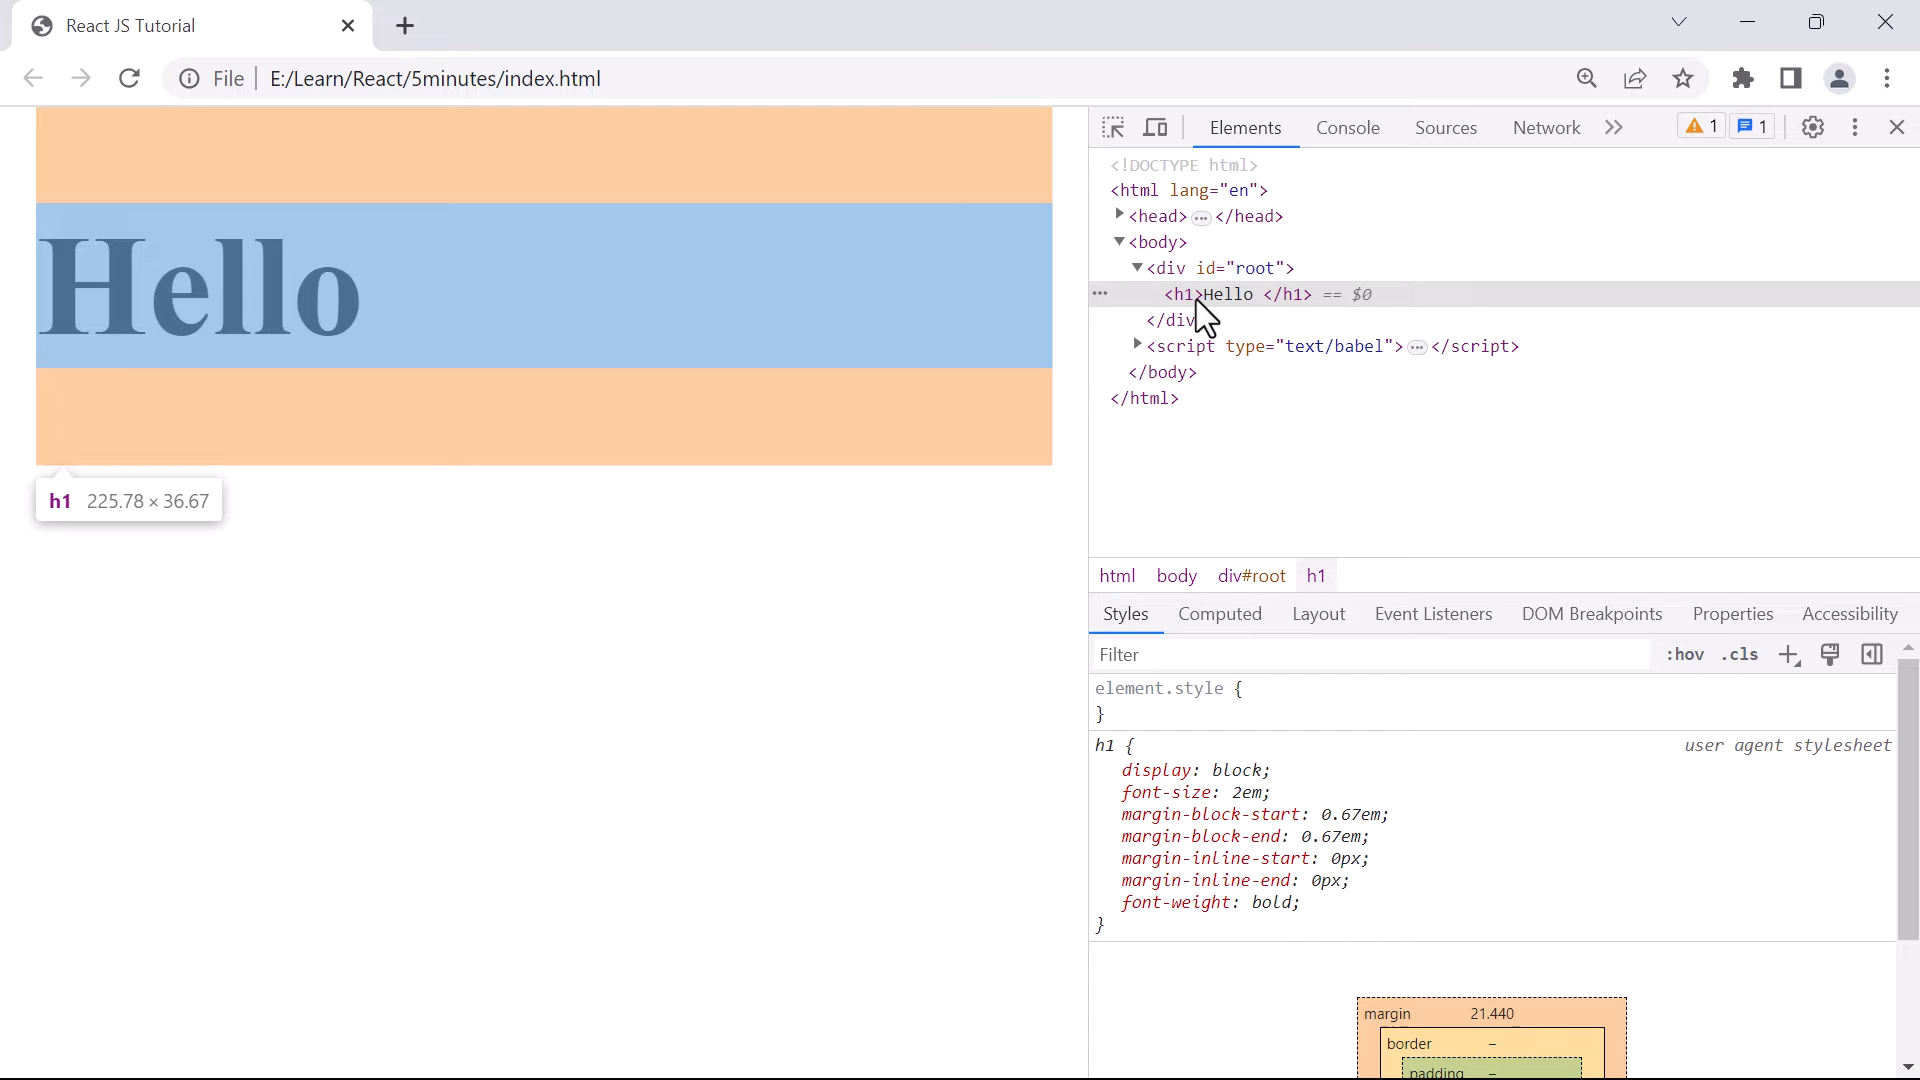 React JS Tutorial
File | E:/Learn/React/5minutes/index.html
Hello
h1 225.78 × 36.67
Elements Console Sources Network 1 1
<!DOCTYPE html>
<html lang="en">
<head> … </head>
<body>
<div id="root">
<h1>Hello </h1> == $0
</div
<script type="text/babel"> … </script>
</body>
</html>
html body div#root h1
Styles Computed Layout Event Listeners DOM Breakpoints Properties Accessibility
Filter :hov .cls
element.style {
}
h1 { user agent stylesheet
display: block;
font-size: 2em;
margin-block-start: 0.67em;
margin-block-end: 0.67em;
margin-inline-start: 0px;
margin-inline-end: 0px;
font-weight: bold;
}
margin 21.440
border –
padding –